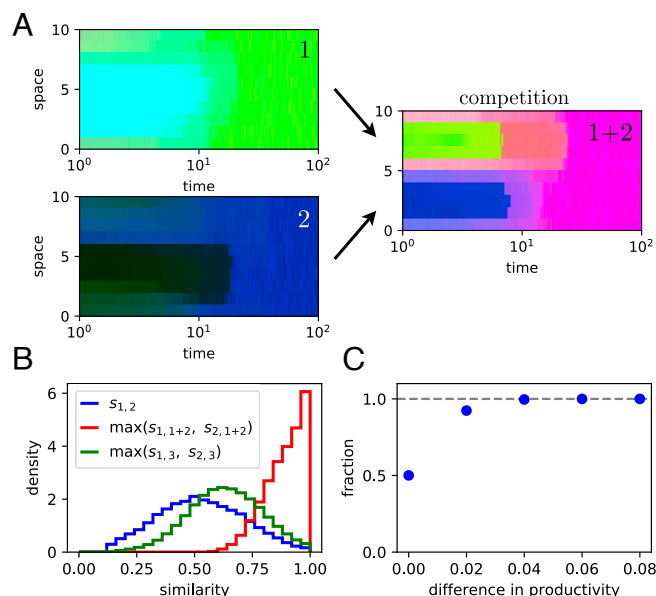 A
10
5
0
space
1
10^0
10^1
10^2
time
10
5
0
space
2
10^0
10^1
10^2
time
competition
10
5
0
1+2
10^0
10^1
10^2
time
B
6
4
2
0
density
s_{1,2}
max(s_{1,1+2}, s_{2,1+2})
max(s_{1,3}, s_{2,3})
0.00 0.25 0.50 0.75 1.00
similarity
C
1.0
0.5
0.0
fraction
0.00 0.02 0.04 0.06 0.08
difference in productivity